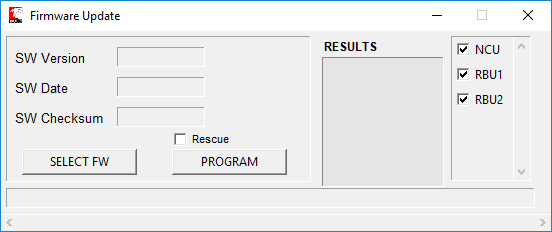 Firmware Update
SW Version
SW Date
SW Checksum
Rescue
SELECT FW
PROGRAM
RESULTS
NCU
RBU1
RBU2